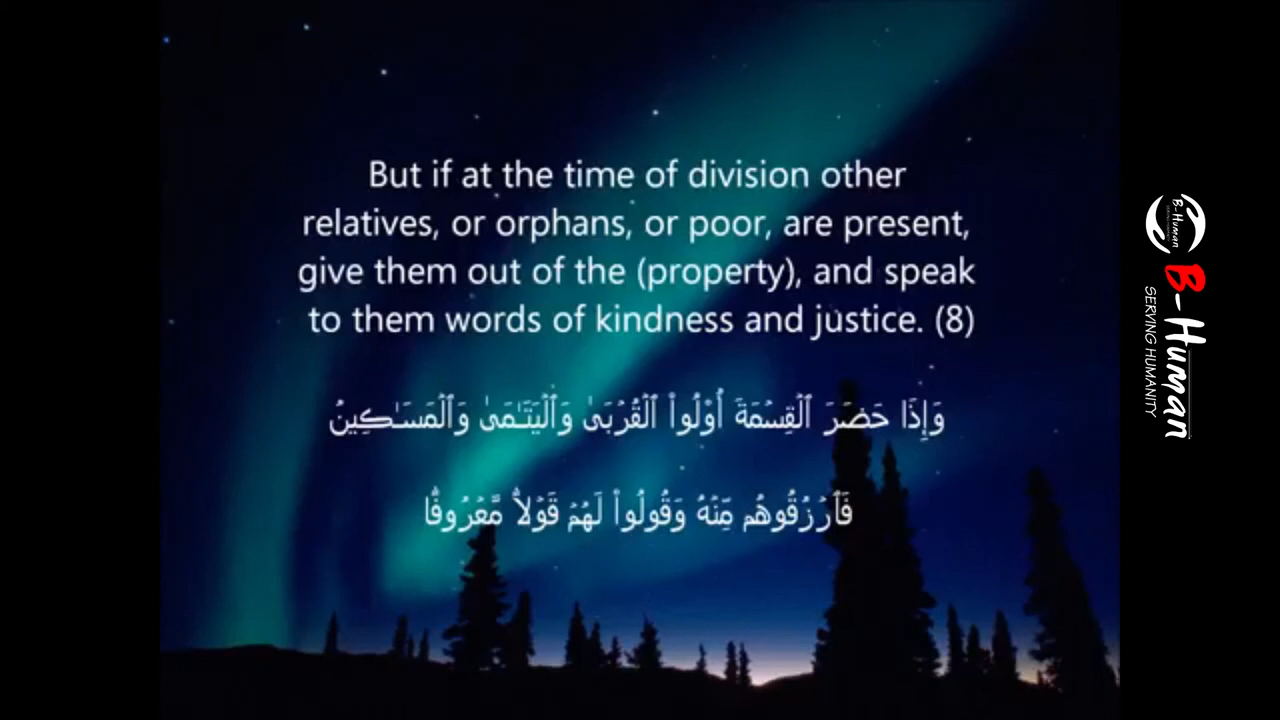 But if at the time of division other
relatives, or orphans, or poor, are present,
give them out of the (property), and speak
to them words of kindness and justice. (8)
وَإِذَا حَضَرَ ٱلْقِسْمَةَ أُو۟لُوا۟ ٱلْقُرْبَىٰ وَٱلْيَتَـٰمَىٰ وَٱلْمَسَـٰكِينُ
فَٱرْزُقُوهُم مِّنْهُ وَقُولُوا۟ لَهُمْ قَوْلًا مَّعْرُوفًا
B-Human
B-Human
SERVING HUMANITY